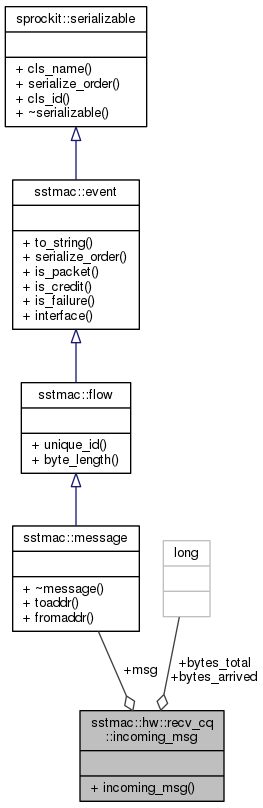 sprockit::serializable
+ cls_name()
+ serialize_order()
+ cls_id()
+ ~serializable()
sstmac::event
+ to_string()
+ serialize_order()
+ is_packet()
+ is_credit()
+ is_failure()
+ interface()
sstmac::flow
+ unique_id()
+ byte_length()
sstmac::message
+ ~message()
+ toaddr()
+ fromaddr()
long
+msg
+bytes_total
+bytes_arrived
sstmac::hw::recv_cq
::incoming_msg
+ incoming_msg()